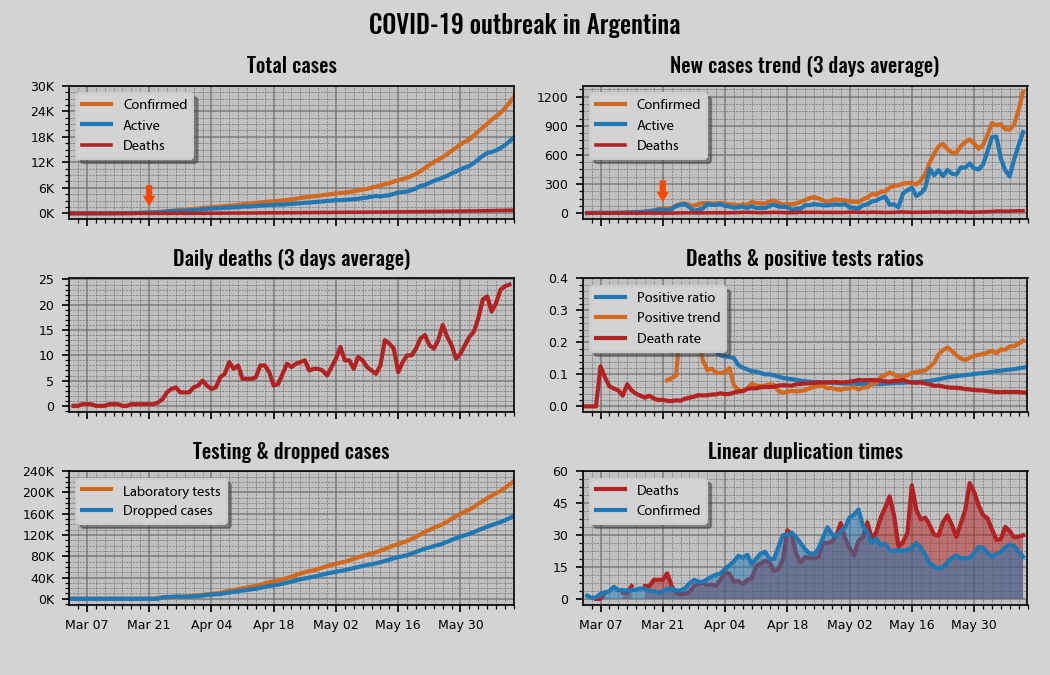 COVID-19 outbreak in Argentina
Total cases
30K
24K
18K
12K
6K
0K
Confirmed
Active
Deaths
New cases trend (3 days average)
1200
900
600
300
0
Confirmed
Active
Deaths
Daily deaths (3 days average)
25
20
15
10
5
0
Deaths & positive tests ratios
0.4
0.3
0.2
0.1
0.0
Positive ratio
Positive trend
Death rate
Testing & dropped cases
240K
200K
160K
120K
80K
40K
0K
Laboratory tests
Dropped cases
Mar 07 Mar 21 Apr 04 Apr 18 May 02 May 16 May 30
Linear duplication times
60
45
30
15
0
Deaths
Confirmed
Mar 07 Mar 21 Apr 04 Apr 18 May 02 May 16 May 30